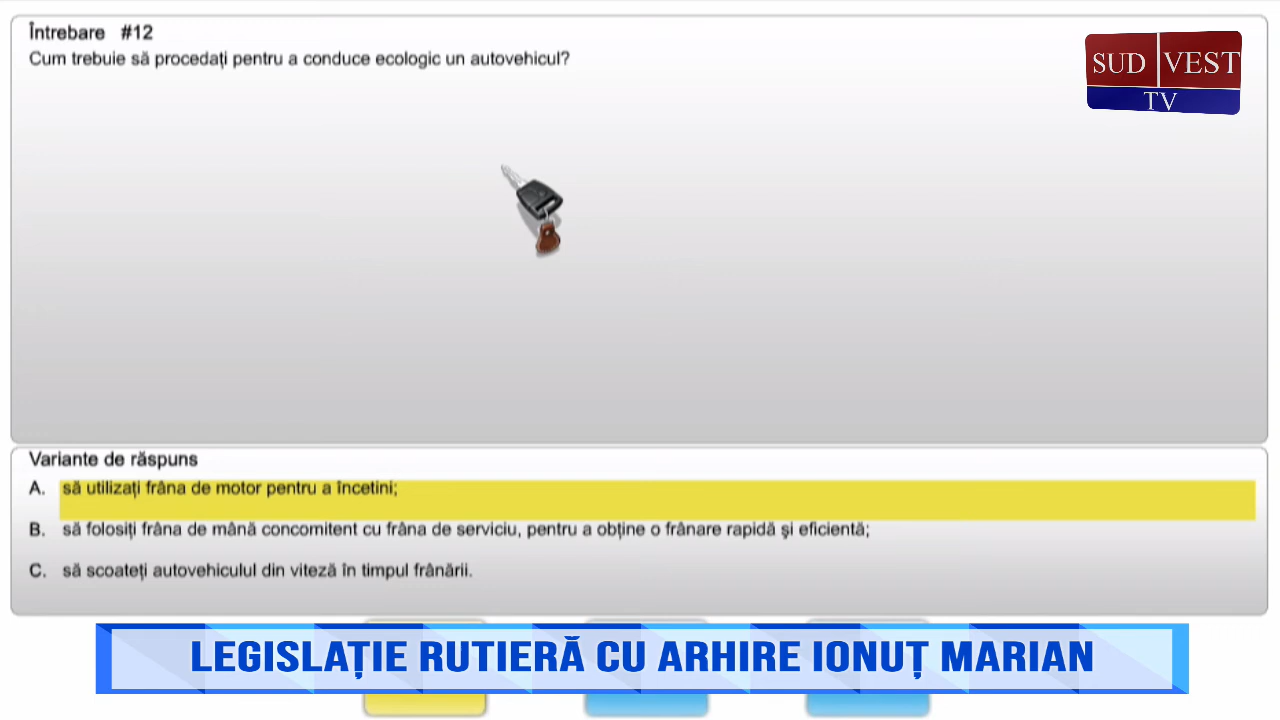 Întrebare #12
Cum trebuie să procedați pentru a conduce ecologic un autovehicul?
SUD VEST
TV
Variante de răspuns
A. să utilizați frâna de motor pentru a încetini;
B. să folosiți frâna de mână concomitent cu frâna de serviciu, pentru a obține o frânare rapidă şi eficientă;
C. să scoateți autovehiculul din viteză în timpul frânării.
LEGISLAȚIE RUTIERĂ CU ARHIRE IONUȚ MARIAN